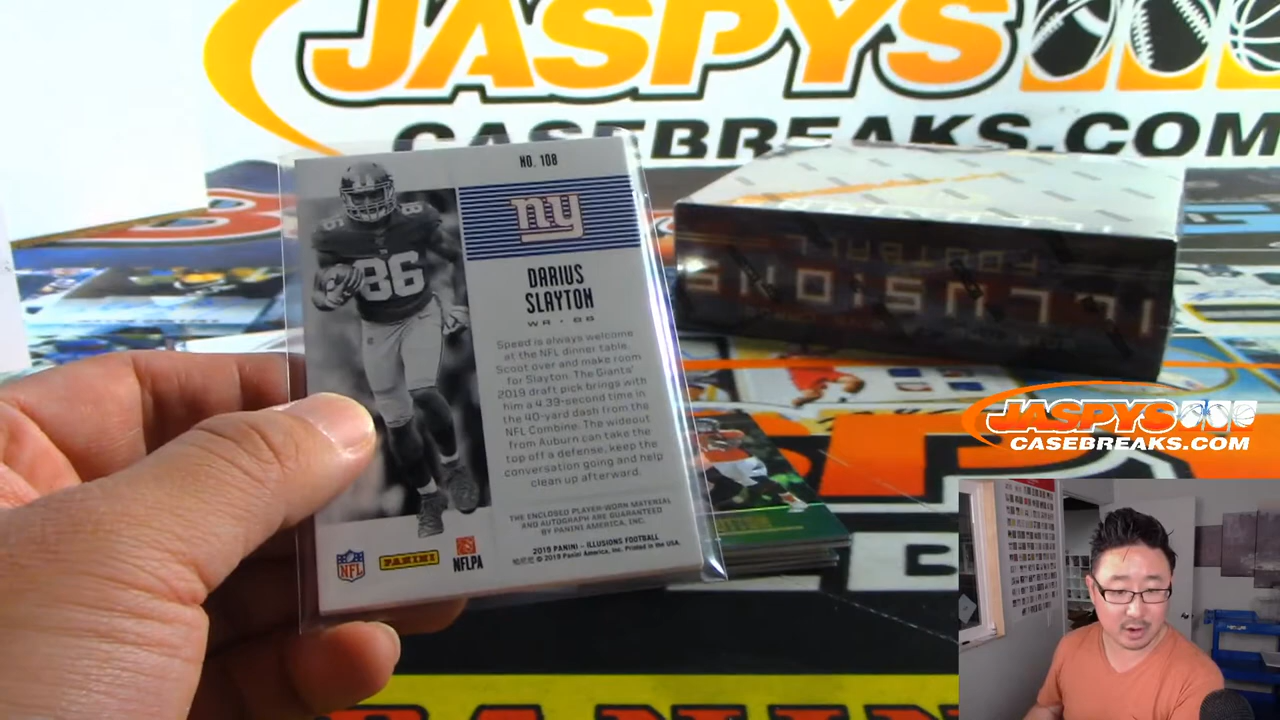 JASPYS
CASEBREAKS.COM
NO. 108
ny
86
86
DARIUS
SLAYTON
WR - 86
Speed is always welcome
at the NFL dinner table.
Scoot over and make room
for Slayton. The Giants'
2019 draft pick brings with
him a 4.39-second time in
the 40-yard dash from the
NFL Combine. The wideout
from Auburn can take the
top off a defense, keep the
conversation going and help
clean up afterward.
THE ENCLOSED PLAYER-WORN MATERIAL
AND AUTOGRAPH ARE GUARANTEED
BY PANINI AMERICA, INC.
2019 PANINI - ILLUSIONS FOOTBALL
© 2019 Panini America, Inc. Printed in the USA.
NFL
PANINI
NFLPA
FOOTBALL
ILLUSIONS
JASPYS
CASEBREAKS.COM
PANINI